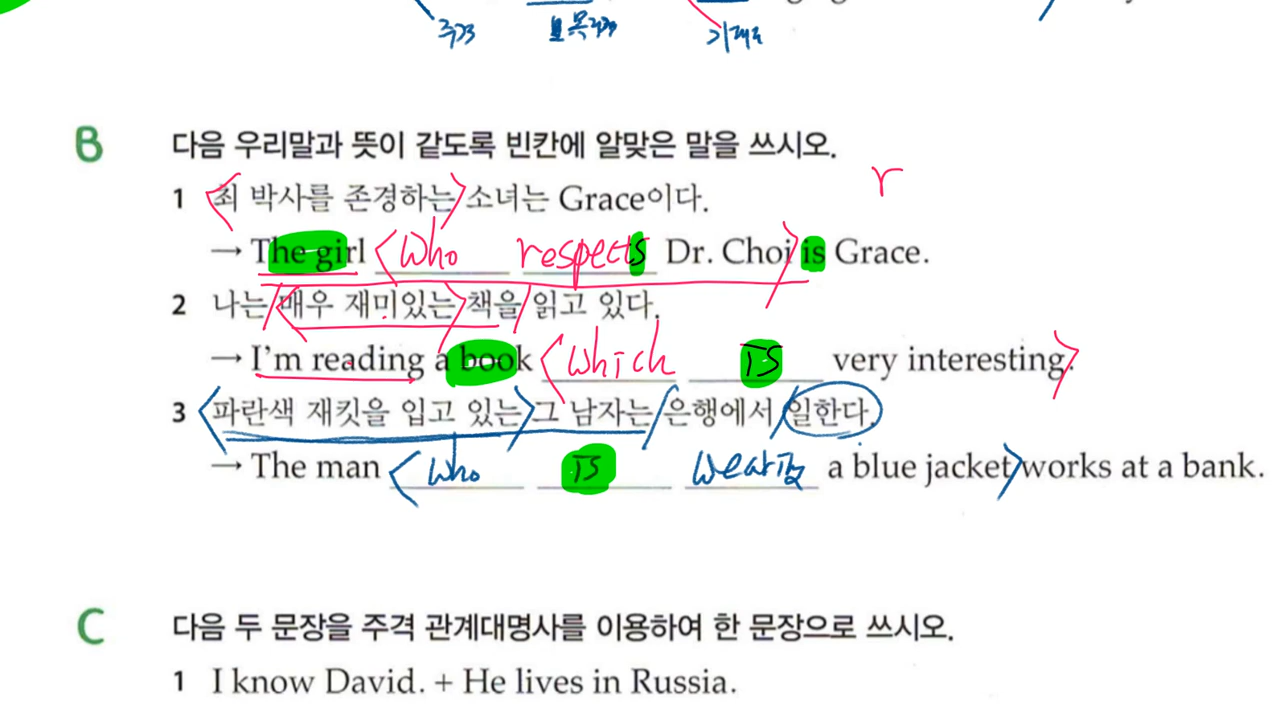 주격
보
기
B 다음 우리말과 뜻이 같도록 빈칸에 알맞은 말을 쓰시오.
r
1 죄 박사를 존경하는 소녀는 Grace이다.
→ The girl who respects Dr. Choi is Grace.
2 나는 매우 재미있는 책을 읽고 있다.
→ I'm reading a book which is very interesting.
3 파란색 재킷을 입고 있는 그 남자는 은행에서 일한다.
→ The man who is wearing a blue jacket works at a bank.
C 다음 두 문장을 주격 관계대명사를 이용하여 한 문장으로 쓰시오.
1 I know David. + He lives in Russia.